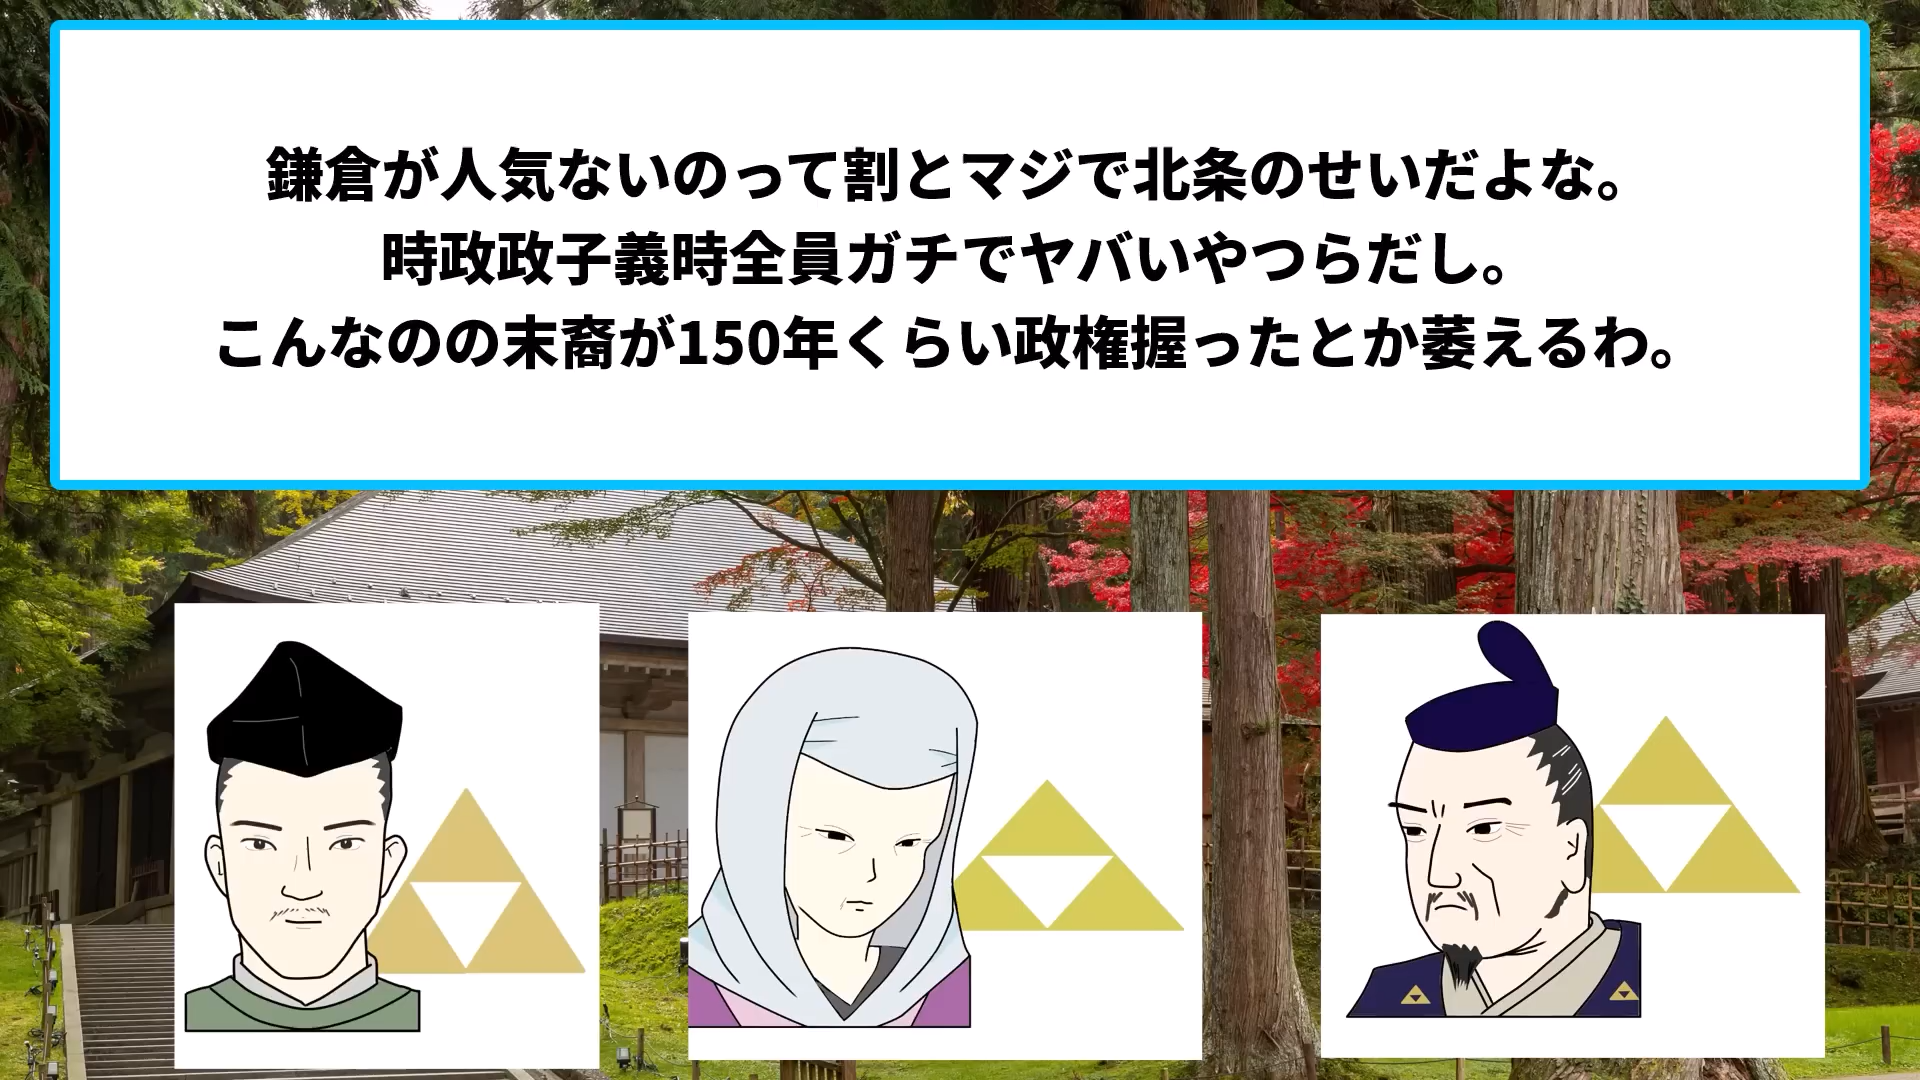 鎌倉が人気ないのって割とマジで北条のせいだよな。
時政政子義時全員ガチでヤバいやつらだし。
こんなのの末裔が150年くらい政権握ったとか萎えるわ。